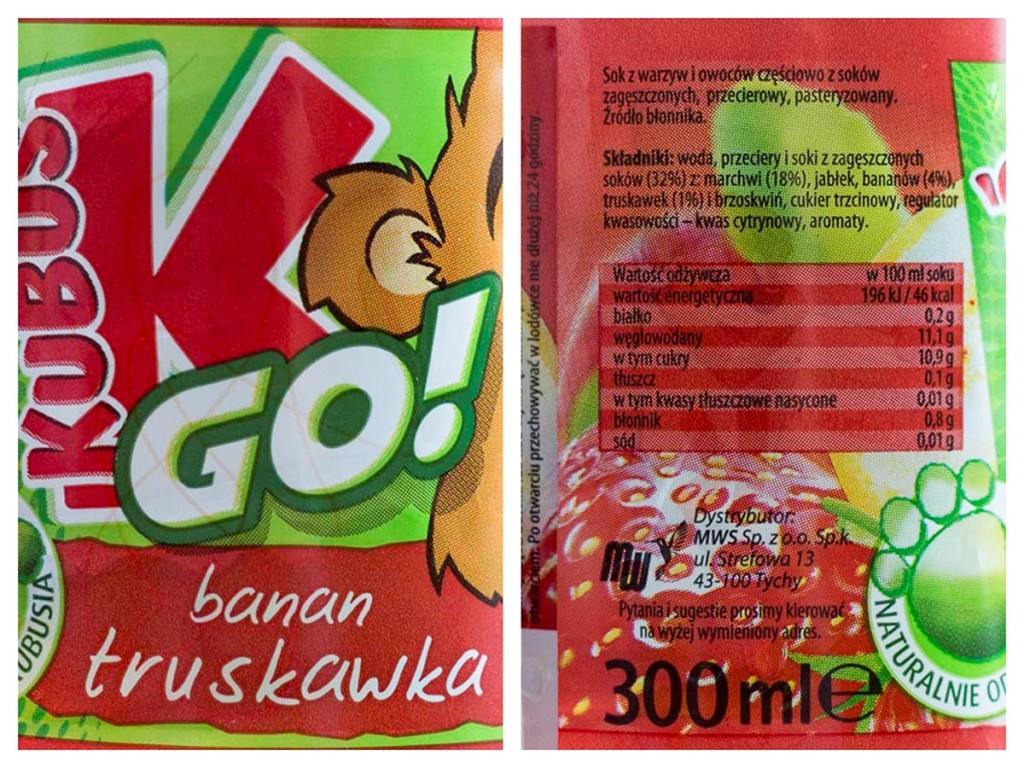 KUBUŚ
K
GO!
banan
truskawka
KUBUSIA
otwarciem. Po otwarciu przechowywać w lodówce nie dłużej niż 24 godziny.
Sok z warzyw i owoców częściowo z soków
zagęszczonych, przecierowy, pasteryzowany.
Źródło błonnika.
Składniki: woda, przeciery i soki z zagęszczonych
soków (32%) z: marchwi (18%), jabłek, bananów (4%),
truskawek (1%) i brzoskwiń, cukier trzcinowy, regulator
kwasowości – kwas cytrynowy, aromaty.
Wartość odżywcza w 100 ml soku
wartość energetyczna 196 kJ / 46 kcal
białko 0,2 g
węglowodany 11,1 g
w tym cukry 10,9 g
tłuszcz 0,1 g
w tym kwasy tłuszczowe nasycone 0,01 g
błonnik 0,8 g
sód 0,01 g
MW
Dystrybutor:
MWS Sp. z o.o. Sp.k.
ul. Strefowa 13
43-100 Tychy
Pytania i sugestie prosimy kierować
na wyżej wymieniony adres.
300 ml e
NATURALNIE OD